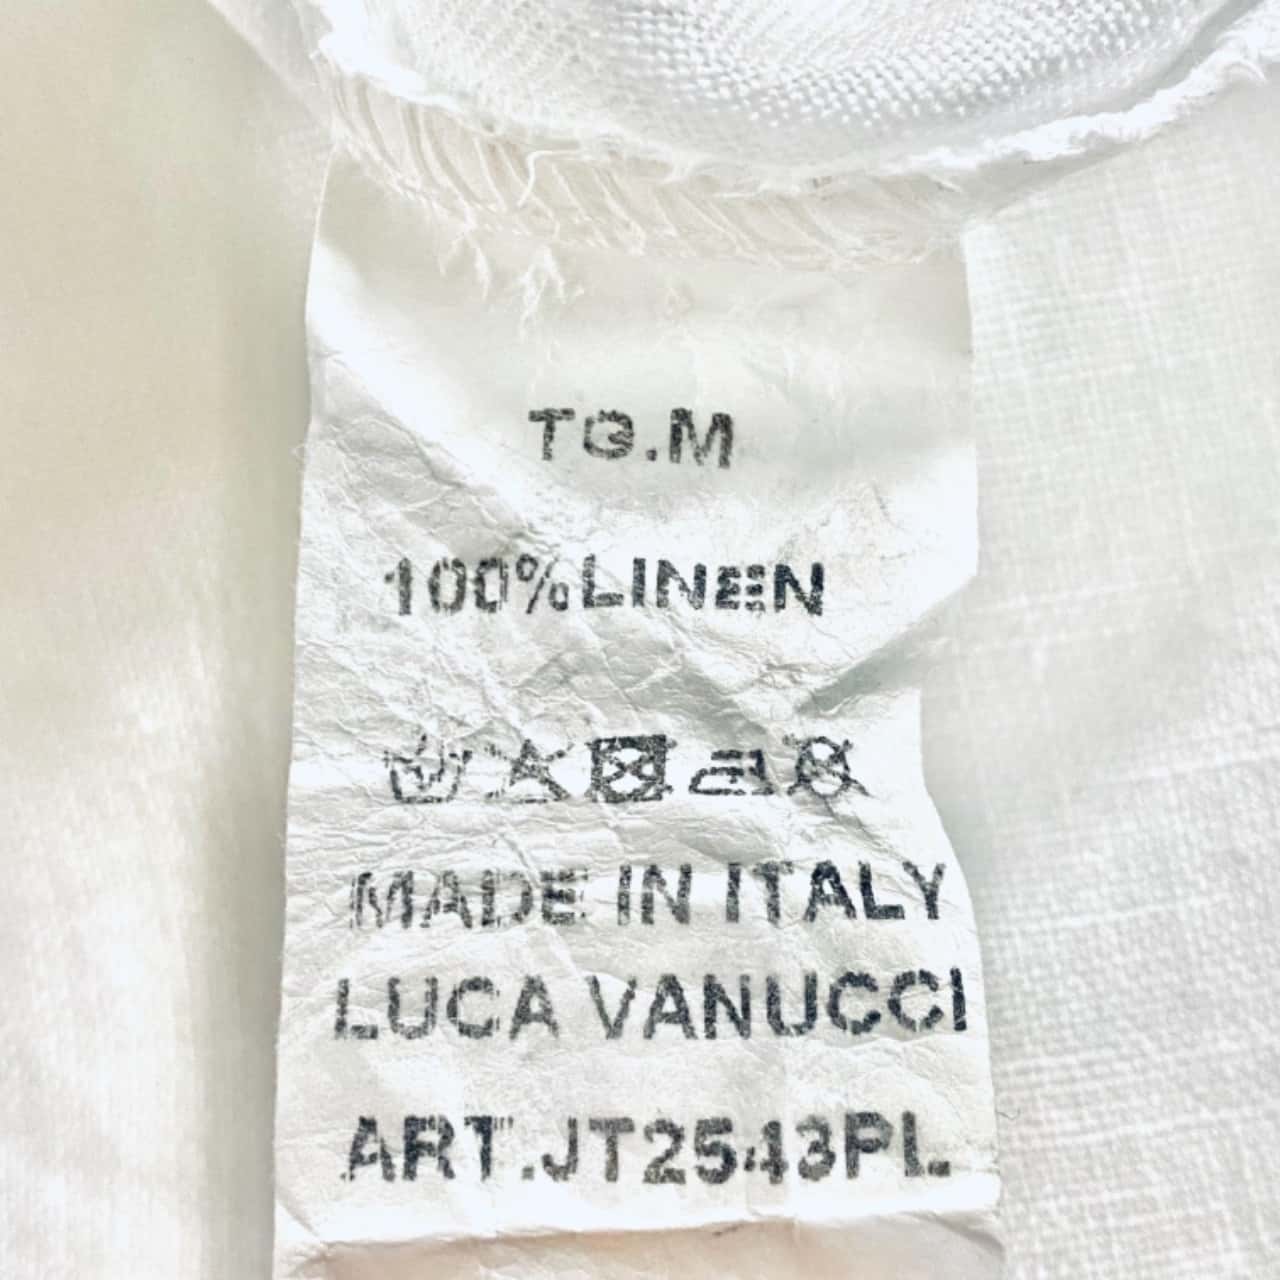 TG.M
100%LINEN
MADE IN ITALY
LUCA VANUCCI
ART.JT2543PL